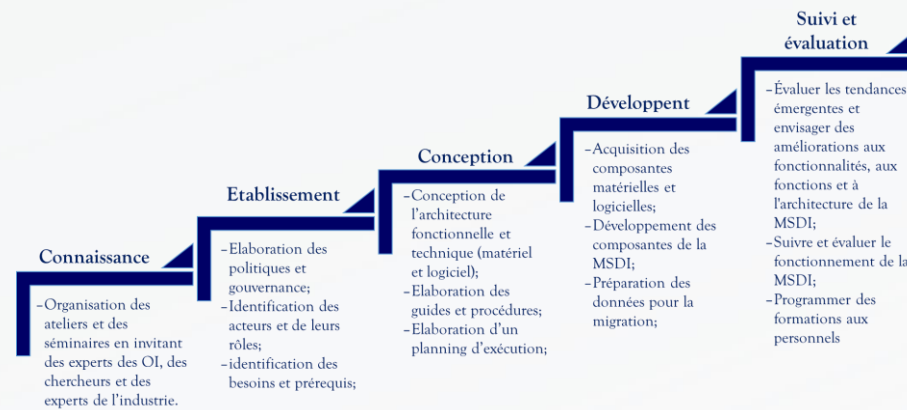 Connaissance
-Organisation des
ateliers et des
séminaires en invitant
des experts des OI, des
chercheurs et des
experts de l'industrie.
Etablissement
-Elaboration des
politiques et
gouvernance;
-Identification des
acteurs et de leurs
rôles;
-identification des
besoins et prérequis;
Conception
-Conception de
l'architecture
fonctionnelle et
technique (matériel
et logiciel);
-Elaboration des
guides et procédures;
-Elaboration d'un
planning d'exécution;
Développent
-Acquisition des
composantes
matérielles et
logicielles;
-Développement des
composantes de la
MSDI;
-Préparation des
données pour la
migration;
Suivi et
évaluation
-Évaluer les tendances
émergentes et
envisager des
améliorations aux
fonctionnalités, aux
fonctions et à
l'architecture de la
MSDI;
-Suivre et évaluer le
fonctionnement de la
MSDI;
-Programmer des
formations aux
personnels